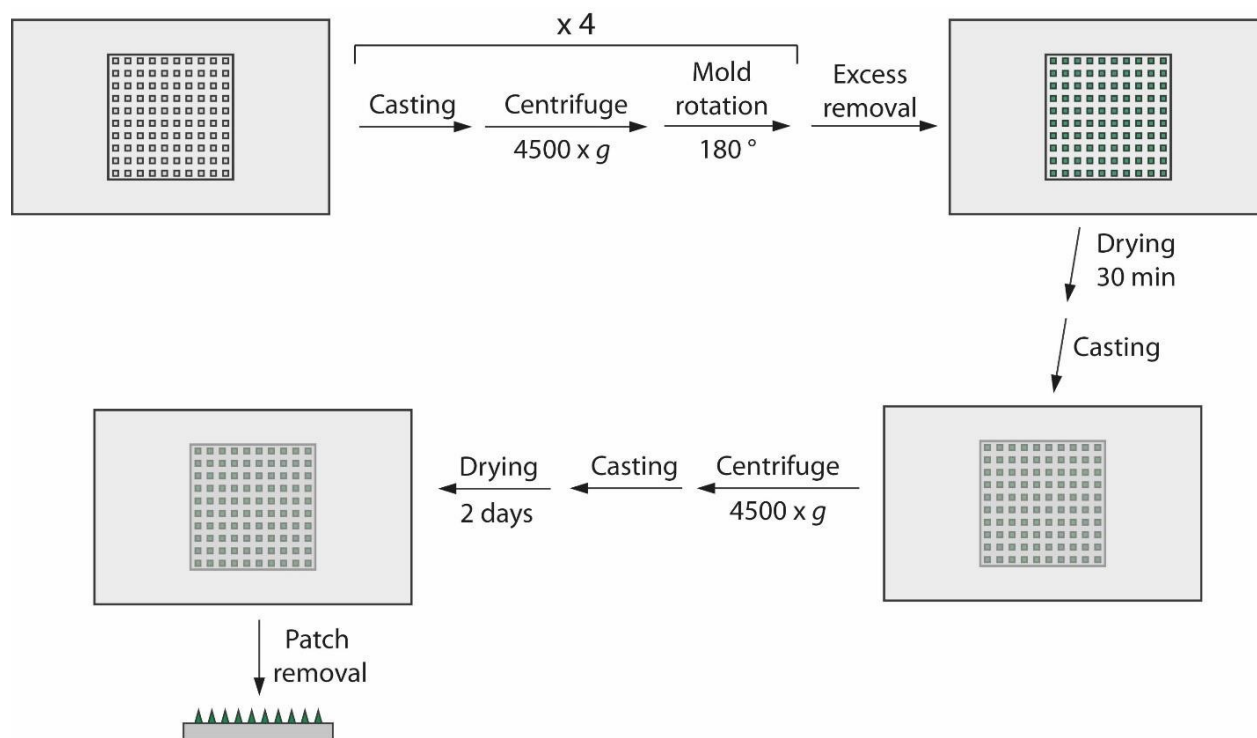 x 4
Casting
Centrifuge
4500 x g
Mold
rotation
180 °
Excess
removal
Drying
30 min
Casting
Centrifuge
4500 x g
Casting
Drying
2 days
Patch
removal